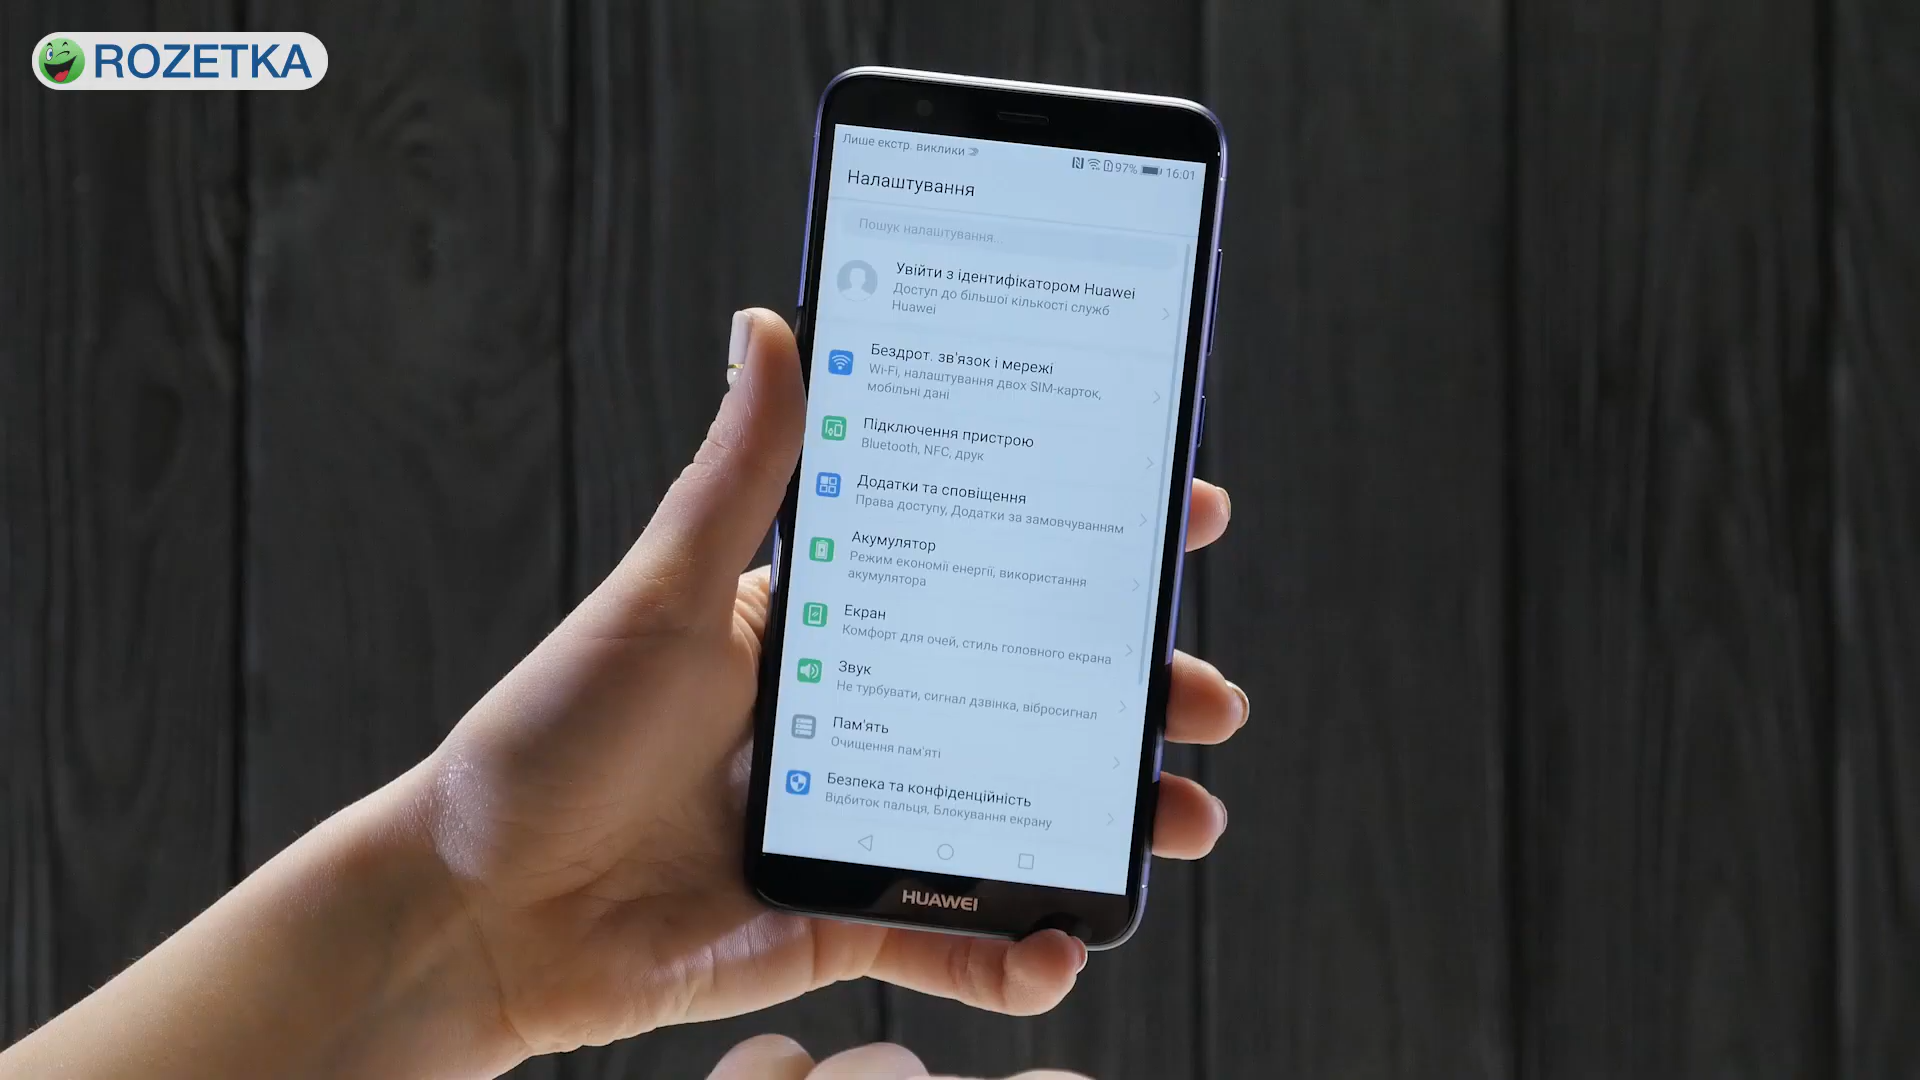 ROZETKA
Лише екстр. виклики
97% 16:01
Налаштування
Пошук налаштування...
Увійти з ідентифікатором Huawei
Доступ до більшої кількості служб
Huawei
Бездрот. зв'язок і мережі
Wi-Fi, налаштування двох SIM-карток,
мобільні дані
Підключення пристрою
Bluetooth, NFC, друк
Додатки та сповіщення
Права доступу, Додатки за замовчуванням
Акумулятор
Режим економії енергії, використання
акумулятора
Екран
Комфорт для очей, стиль головного екрана
Звук
Не турбувати, сигнал дзвінка, вібросигнал
Пам'ять
Очищення пам'яті
Безпека та конфіденційність
Відбиток пальця, Блокування екрану
HUAWEI